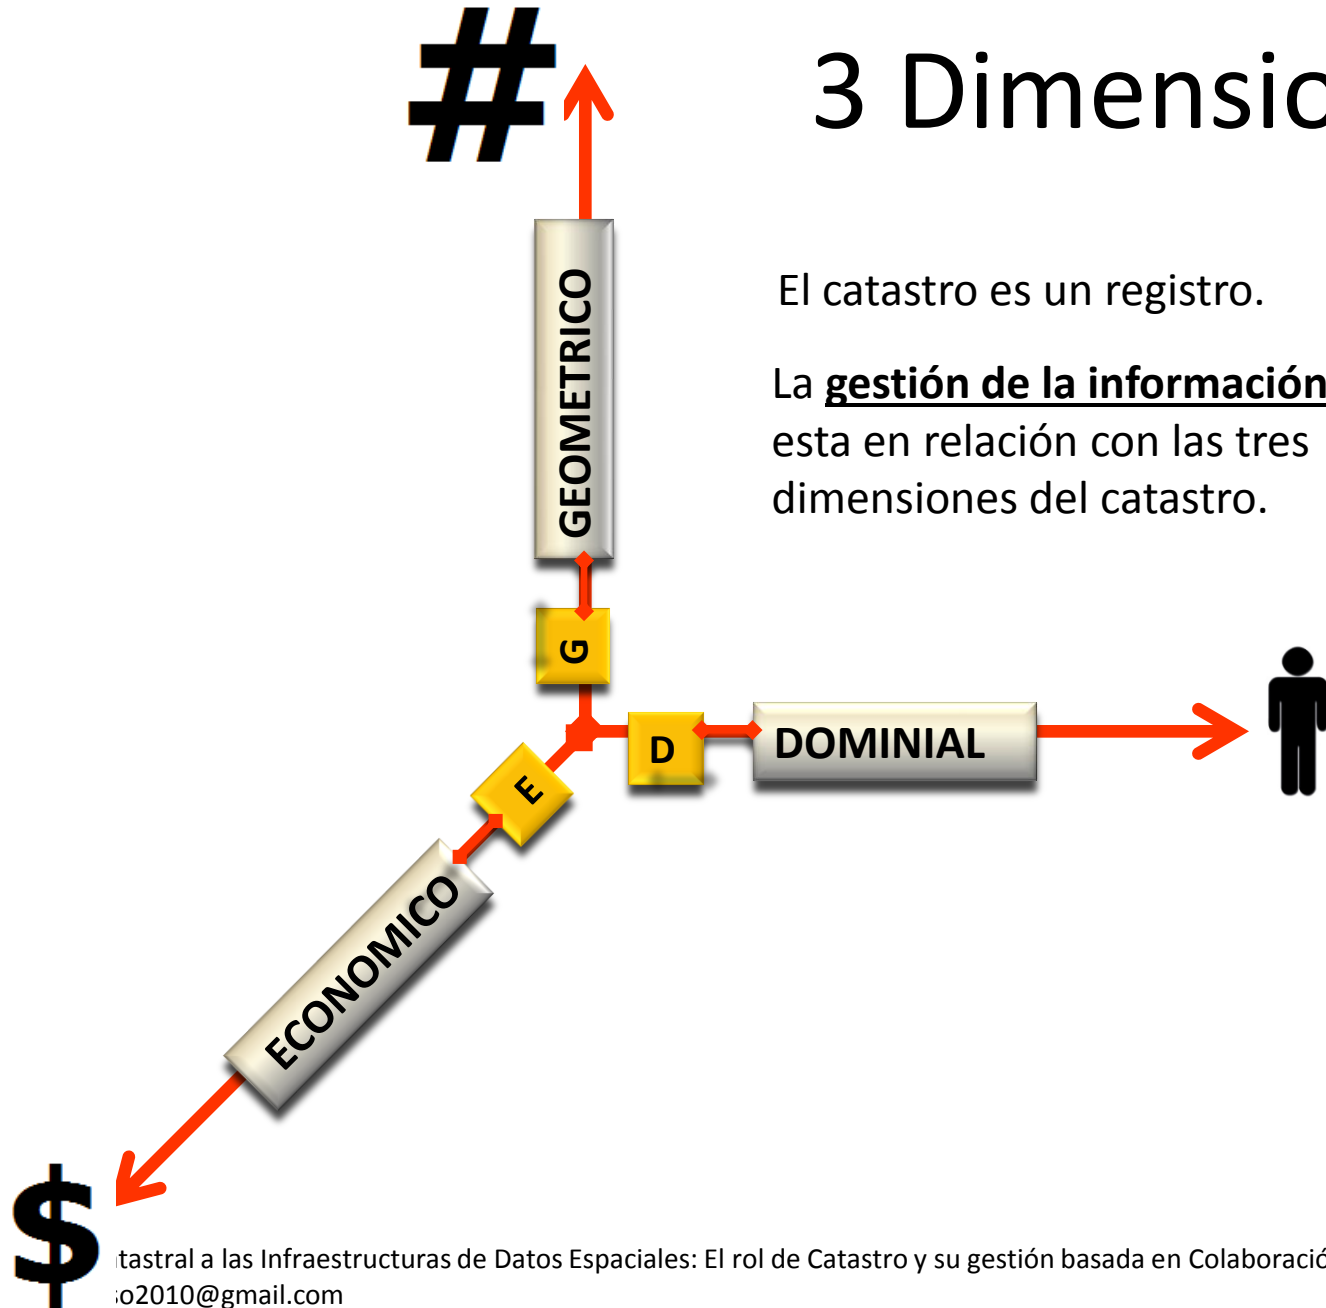 #
3 Dimensio
GEOMETRICO
El catastro es un registro.
La gestión de la información
esta en relación con las tres
dimensiones del catastro.
G
D
DOMINIAL
E
ECONOMICO
$
tastral a las Infraestructuras de Datos Espaciales: El rol de Catastro y su gestión basada en Colaboració
so2010@gmail.com